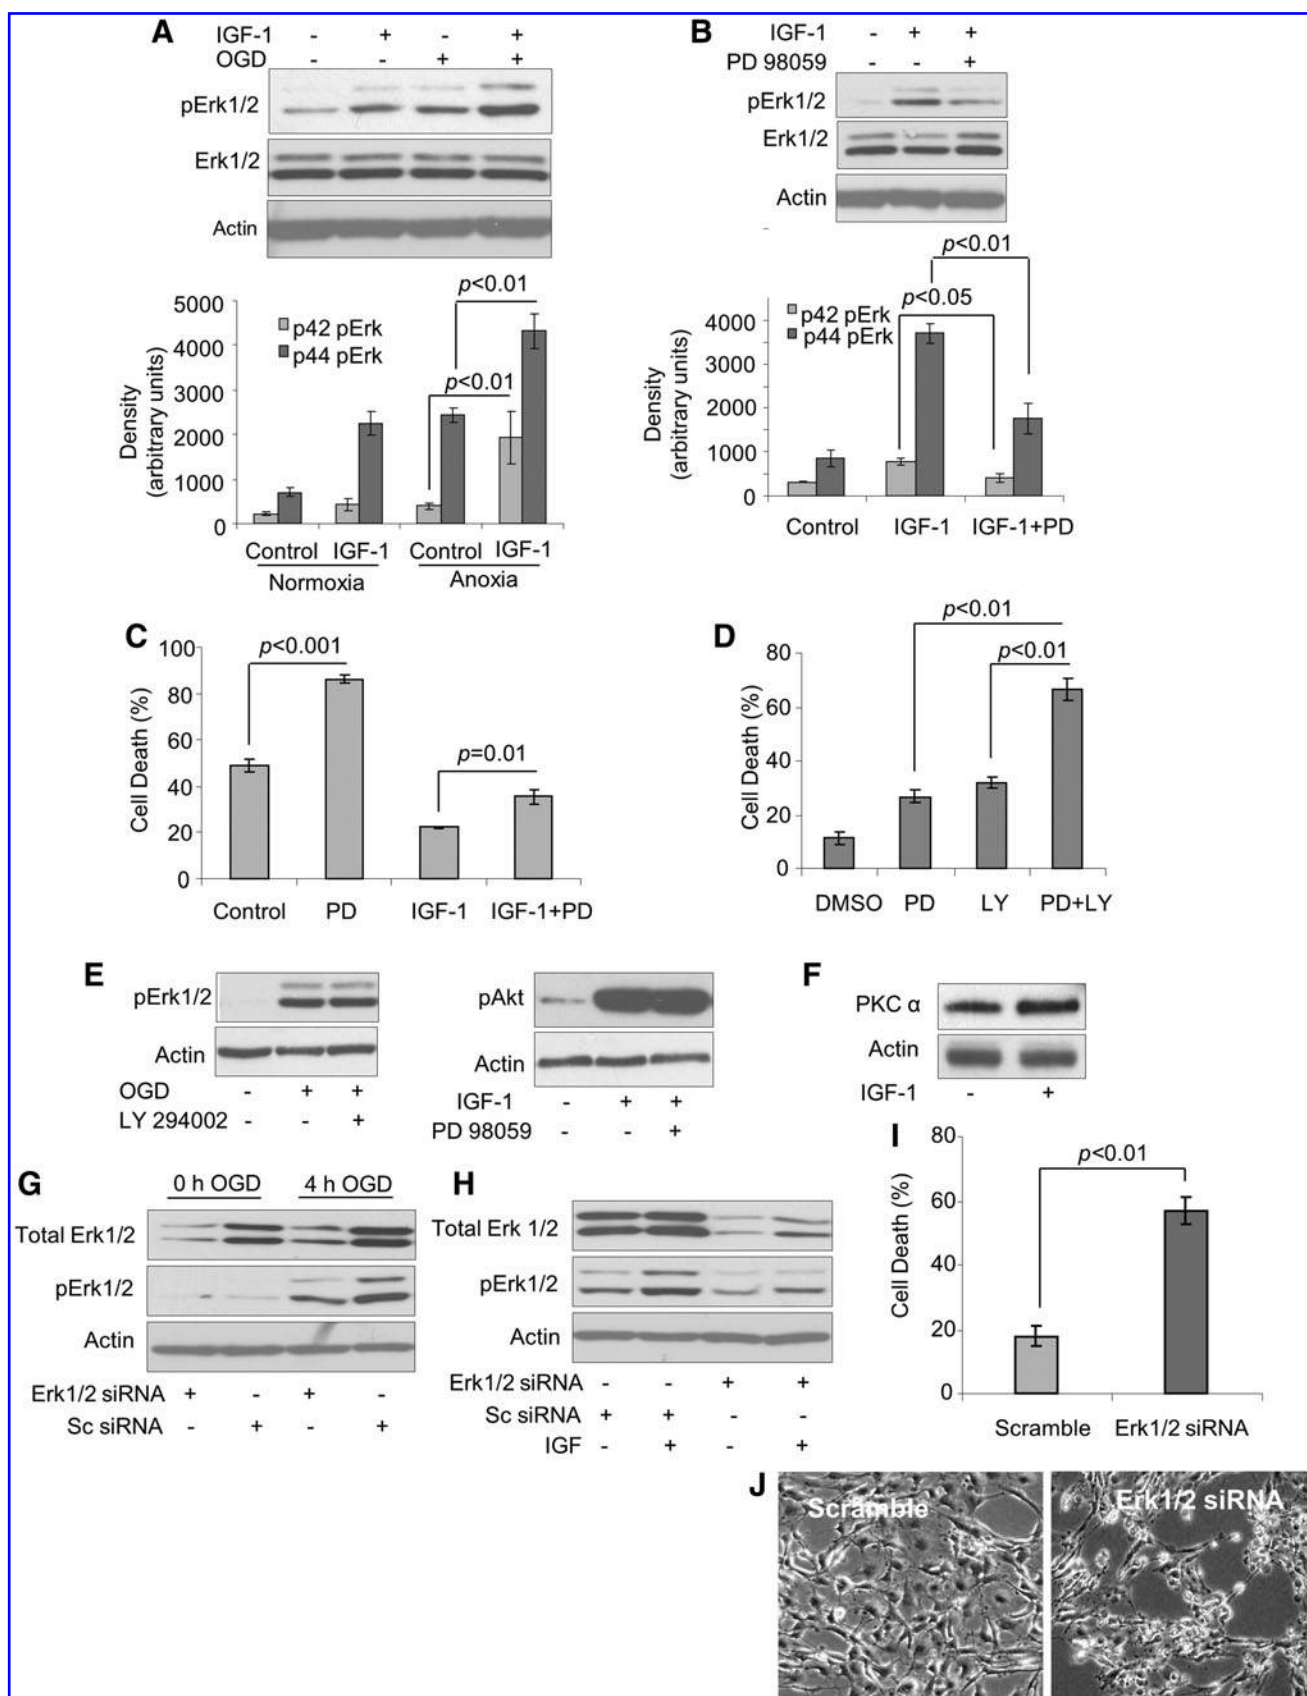 A
IGF-1 - + - +
OGD - - + +
pErk1/2
Erk1/2
Actin
p<0.01
p<0.01
5000
4000
3000
2000
1000
0
Density
(arbitrary units)
p42 pErk
p44 pErk
Control IGF-1 Control IGF-1
Normoxia Anoxia
B
IGF-1 - + +
PD 98059 - - +
pErk1/2
Erk1/2
Actin
p<0.01
p<0.05
4000
3000
2000
1000
0
Density
(arbitrary units)
p42 pErk
p44 pErk
Control IGF-1 IGF-1+PD
C
p<0.001
p=0.01
100
80
60
40
20
0
Cell Death (%)
Control PD IGF-1 IGF-1+PD
D
p<0.01
p<0.01
80
60
40
20
0
Cell Death (%)
DMSO PD LY PD+LY
E
pErk1/2
Actin
OGD - + +
LY 294002 - - +
pAkt
Actin
IGF-1 - + +
PD 98059 - - +
F
PKC α
Actin
IGF-1 - +
G
0 h OGD 4 h OGD
Total Erk1/2
pErk1/2
Actin
Erk1/2 siRNA + - + -
Sc siRNA - + - +
H
Total Erk 1/2
pErk1/2
Actin
Erk1/2 siRNA - - + +
Sc siRNA + + - -
IGF - + - +
I
p<0.01
80
60
40
20
0
Cell Death (%)
Scramble Erk1/2 siRNA
J
Scramble
Erk1/2 siRNA